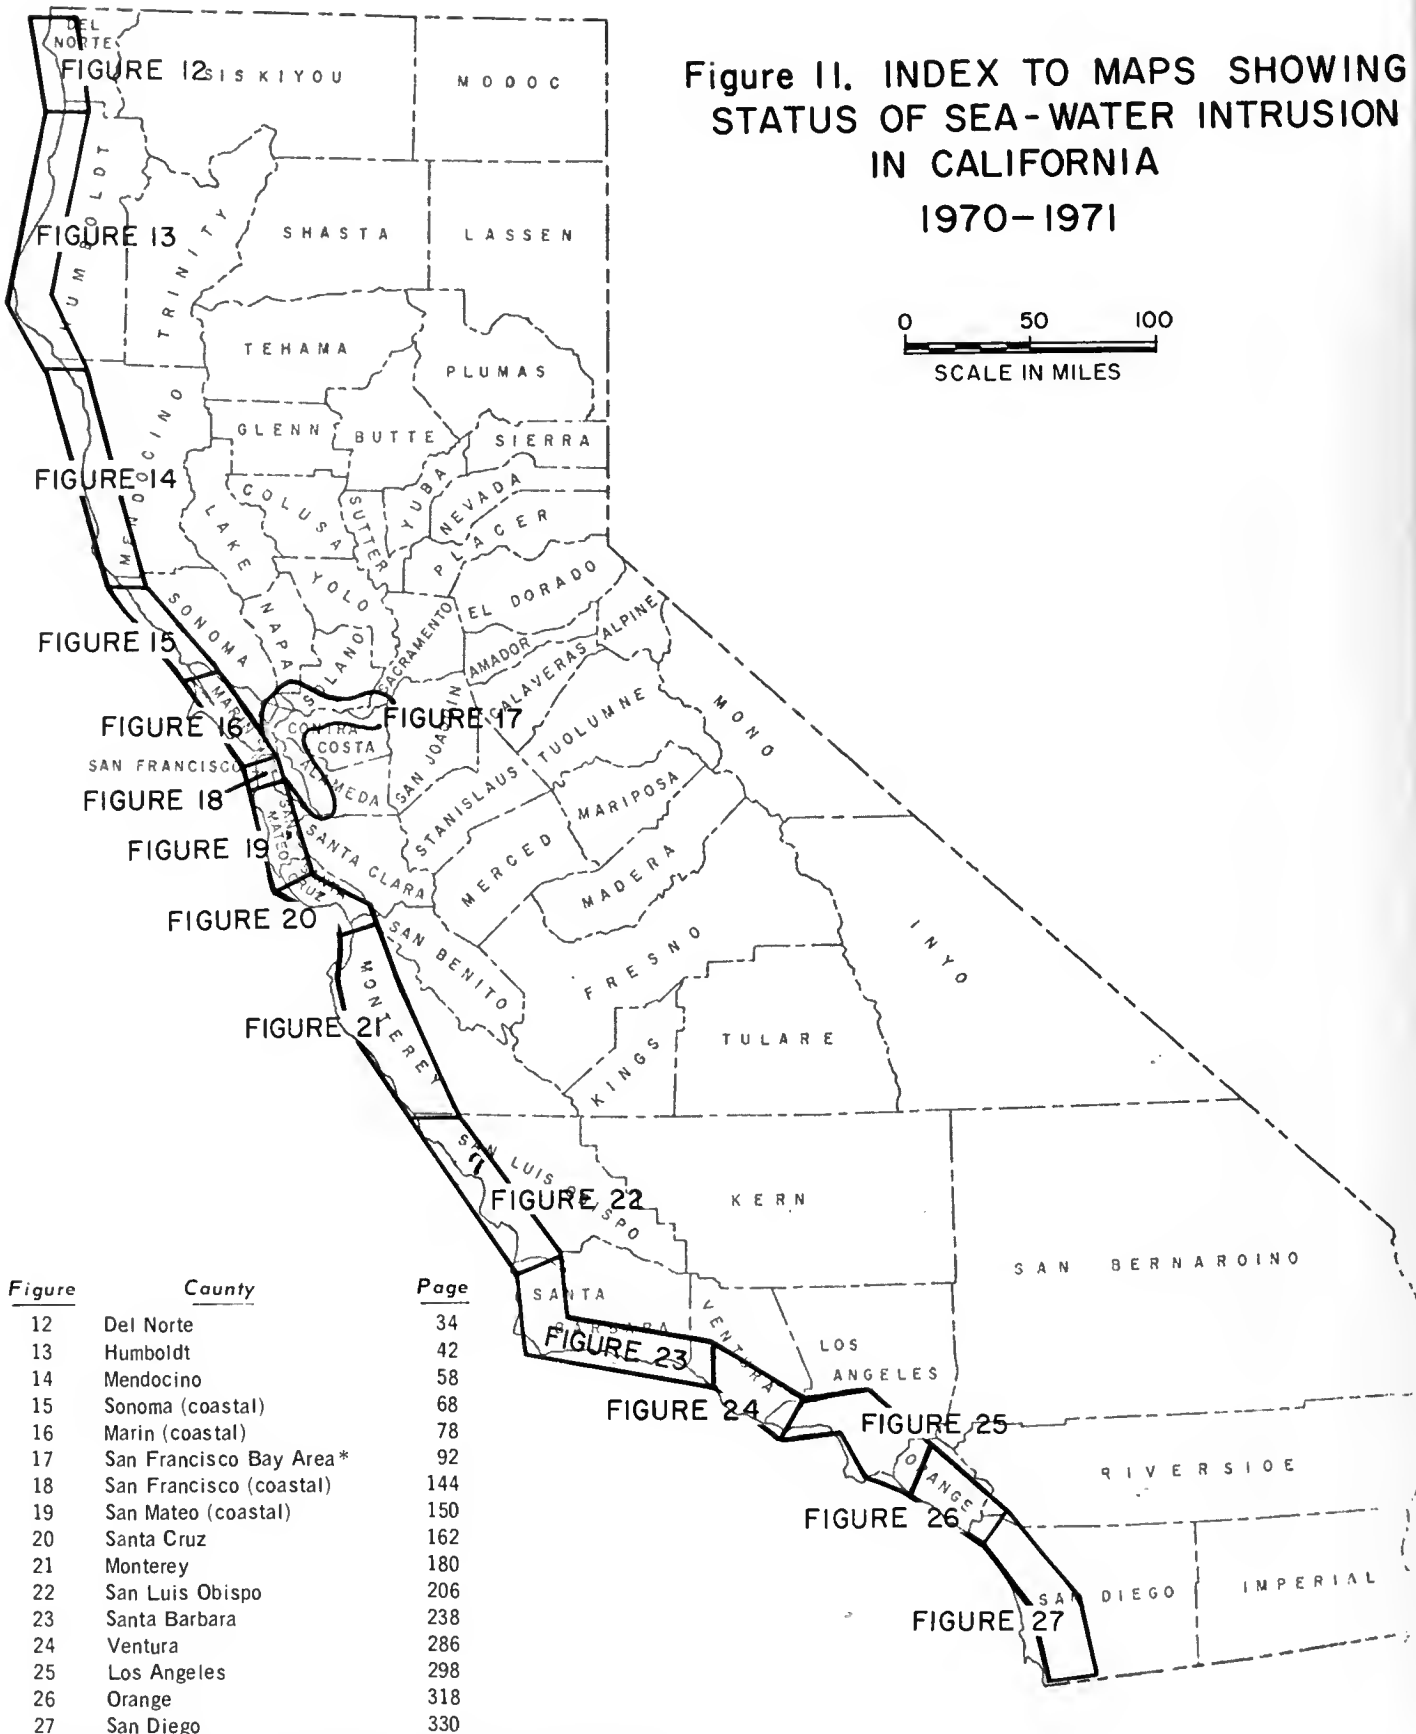 Figure 11. INDEX TO MAPS SHOWING
STATUS OF SEA-WATER INTRUSION
IN CALIFORNIA
1970-1971
0 50 100
SCALE IN MILES
DEL
NORTE
FIGURE 12
SISKIYOU
MODOC
HUMBOLDT
FIGURE 13
TRINITY
SHASTA
LASSEN
TEHAMA
PLUMAS
MENDOCINO
GLENN
BUTTE
SIERRA
FIGURE 14
COLUSA
SUTTER
YUBA
NEVADA
PLACER
LAKE
YOLO
EL DORADO
SONOMA
NAPA
SOLANO
SACRAMENTO
AMADOR
ALPINE
FIGURE 15
CALAVERAS
MARIN
FIGURE 16
FIGURE 17
CONTRA
COSTA
SAN JOAQUIN
TUOLUMNE
MONO
SAN FRANCISCO
ALAMEDA
STANISLAUS
MARIPOSA
FIGURE 18
SAN
MATEO
FIGURE 19
SANTA CLARA
MERCED
MADERA
SANTA
CRUZ
FIGURE 20
SAN BENITO
FRESNO
INYO
MONTEREY
FIGURE 21
KINGS
TULARE
SAN LUIS OBISPO
FIGURE 22
KERN
SAN BERNAROINO
SANTA
BARBARA
FIGURE 23
VENTURA
LOS
ANGELES
FIGURE 24
FIGURE 25
ORANGE
RIVERSIOE
FIGURE 26
SAN DIEGO
IMPERIAL
FIGURE 27
Figure Caunty Page
12 Del Norte 34
13 Humboldt 42
14 Mendocino 58
15 Sonoma (coastal) 68
16 Marin (coastal) 78
17 San Francisco Bay Area* 92
18 San Francisco (coastal) 144
19 San Mateo (coastal) 150
20 Santa Cruz 162
21 Monterey 180
22 San Luis Obispo 206
23 Santa Barbara 238
24 Ventura 286
25 Los Angeles 298
26 Orange 318
27 San Diego 330